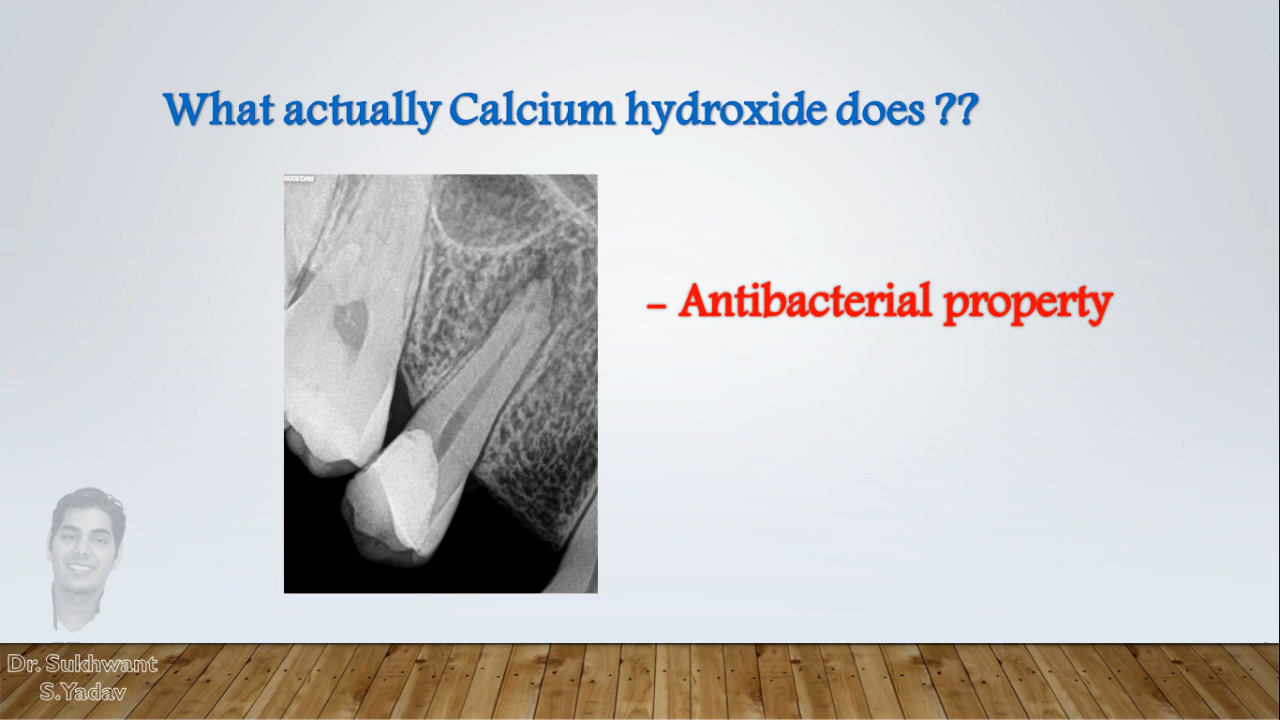 What actually Calcium hydroxide does ??
- Antibacterial property
Dr. Sukhwant
S.Yadav